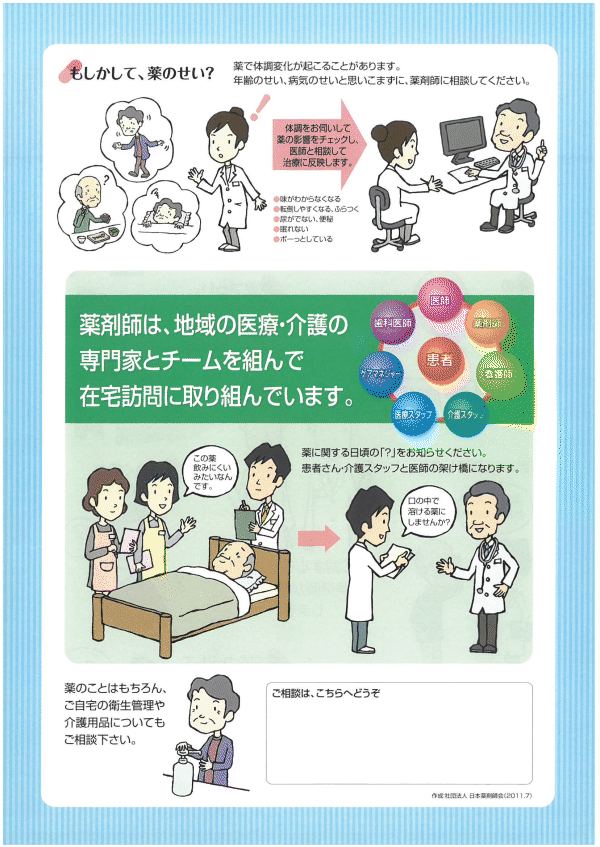 もしかして、薬のせい?
薬で体調変化が起こることがあります。
年齢のせい、病気のせいと思いこまずに、薬剤師に相談してください。
!
?
体調をお伺いして
薬の影響をチェックし、
医師と相談して
治療に反映します。
●味がわからなくなる
●転倒しやすくなる、ふらつく
●尿がでない、便秘
●眠れない
●ボーっとしている
薬剤師は、地域の医療・介護の
専門家とチームを組んで
在宅訪問に取り組んでいます。
医師
歯科医師
薬剤師
患者
ケアマネジャー
看護師
医療スタッフ
介護スタッフ
薬に関する日頃の「?」をお知らせください。
患者さん・介護スタッフと医師の架け橋になります。
この薬
飲みにくい
みたいなん
です。
口の中で
溶ける薬に
しませんか?
薬のことはもちろん、
ご自宅の衛生管理や
介護用品についても
ご相談下さい。
ご相談は、こちらへどうぞ
作成:社団法人 日本薬剤師会(2011.7)